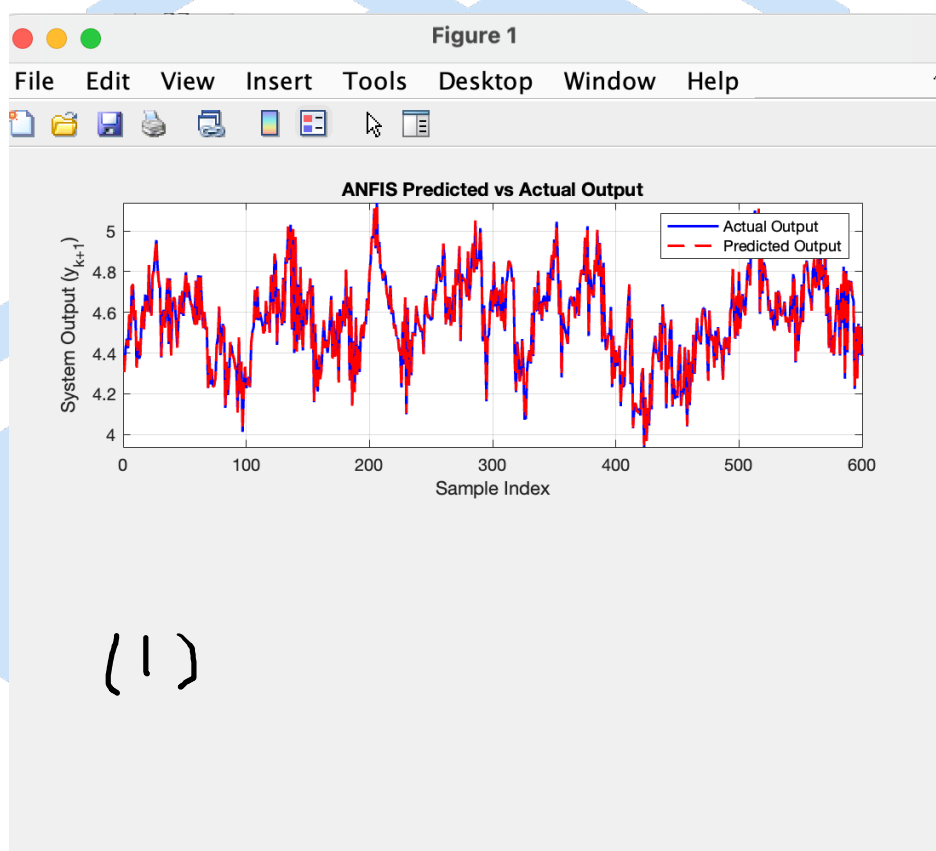 Figure 1
File Edit View Insert Tools Desktop Window Help
ANFIS Predicted vs Actual Output
Actual Output
Predicted Output
System Output (y_{k+1})
5
4.8
4.6
4.4
4.2
4
0 100 200 300 400 500 600
Sample Index
(1)